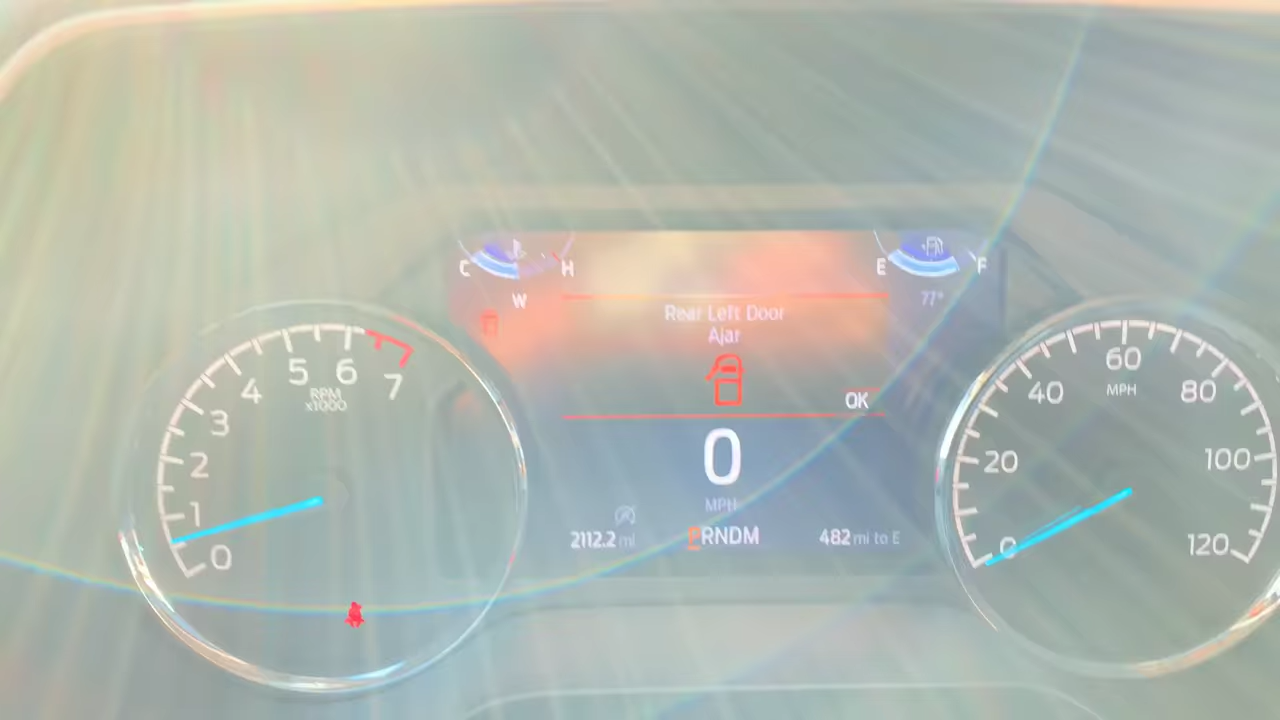 C H
E F
W
77°
Rear Left Door
Ajar
OK
0
MPH
2112.2 mi
PRNDM
482 mi to E
0
1
2
3
4
5
6
7
RPM
x1000
0
20
40
60
80
100
120
MPH